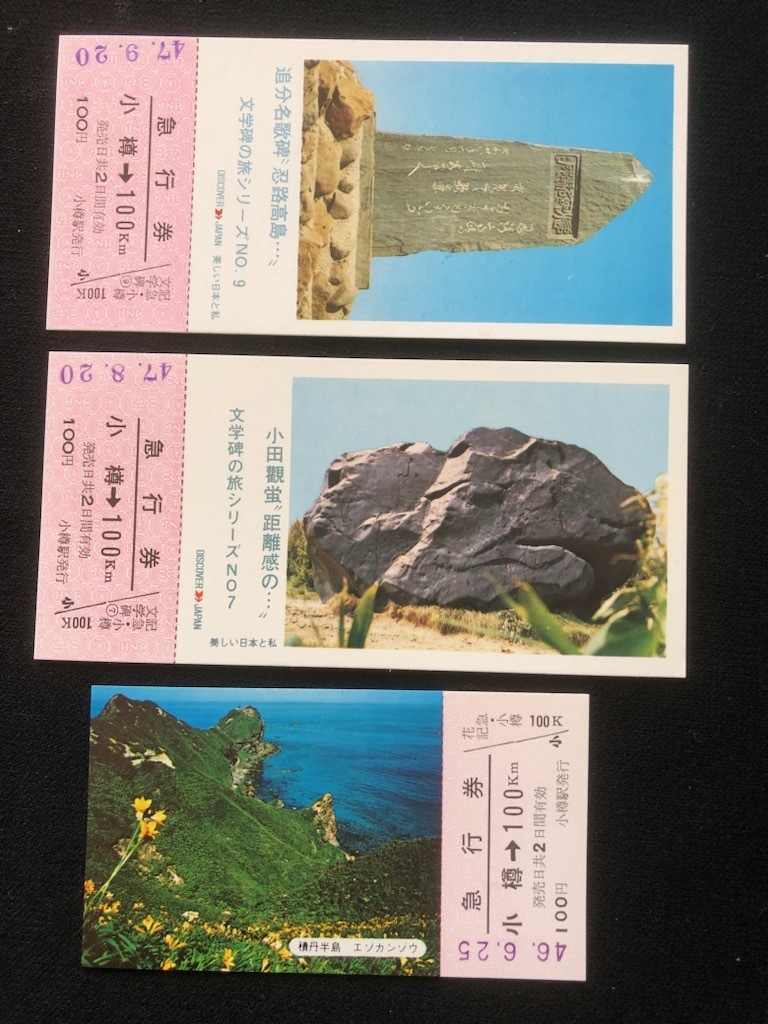 47.9.20
急行券
小樽→100Km
発売日共2日間有効
100円 小樽駅発行
記・急・小樽
文学碑⑨
100K
小
追分名歌碑〝忍路高島…〟
文学碑の旅シリーズNO.9
DISCOVER JAPAN 美しい日本と私
47.8.20
急行券
小樽→100Km
発売日共2日間有効
100円 小樽駅発行
記・急・小樽
文学碑⑦
100K
小
小田觀蛍〝距離感の…〟
文学碑の旅シリーズNO7
DISCOVER JAPAN 美しい日本と私
積丹半島 エゾカンゾウ
花
記急・小樽
100K
小
急行券
小樽→100Km
発売日共2日間有効
100円 小樽駅発行
46.6.25